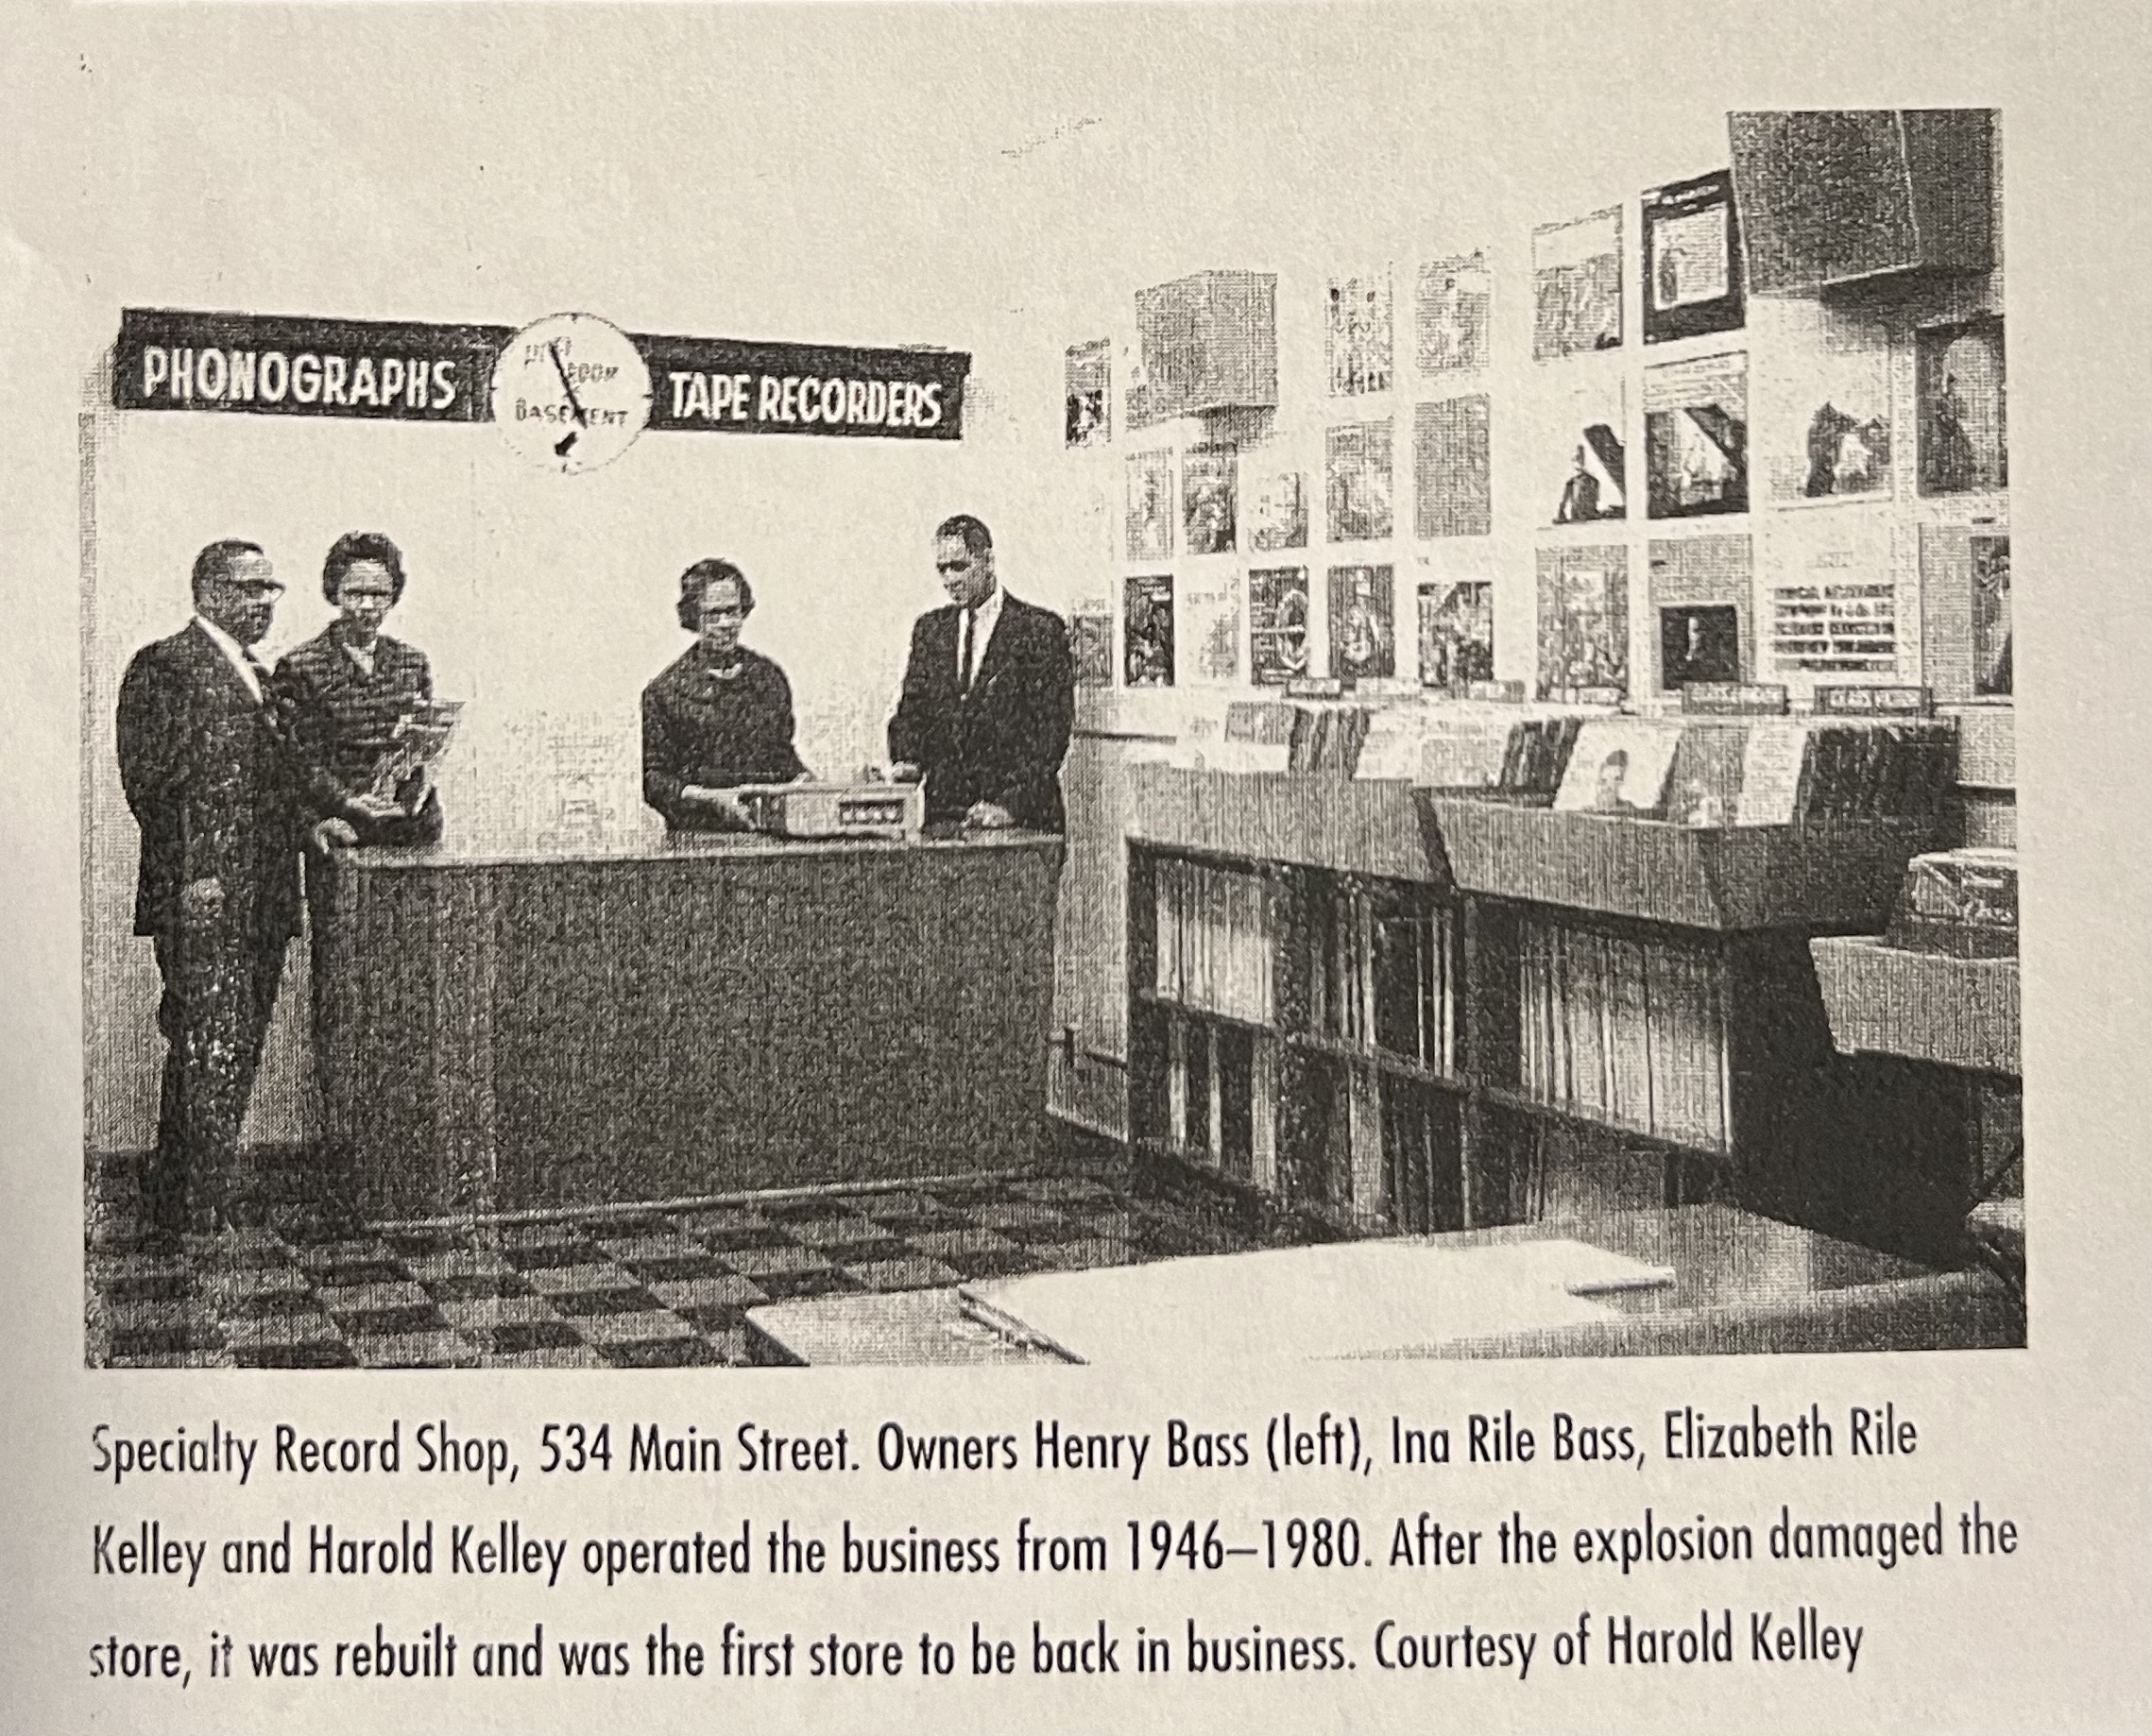 PHONOGRAPHS
BASEMENT
TAPE RECORDERS
Specialty Record Shop, 534 Main Street. Owners Henry Bass (left), Ina Rile Bass, Elizabeth Rile
Kelley and Harold Kelley operated the business from 1946–1980. After the explosion damaged the
store, it was rebuilt and was the first store to be back in business. Courtesy of Harold Kelley